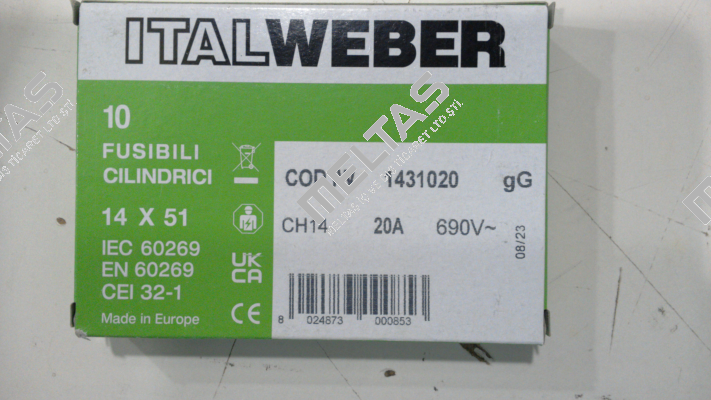 ITALWEBER
10
FUSIBILI
CILINDRICI
14 X 51
IEC 60269
EN 60269
CEI 32-1
Made in Europe
UK
CA
CE
1431020 gG
CH14 20A 690V~
08/23
8 024873 000853
MELTAS